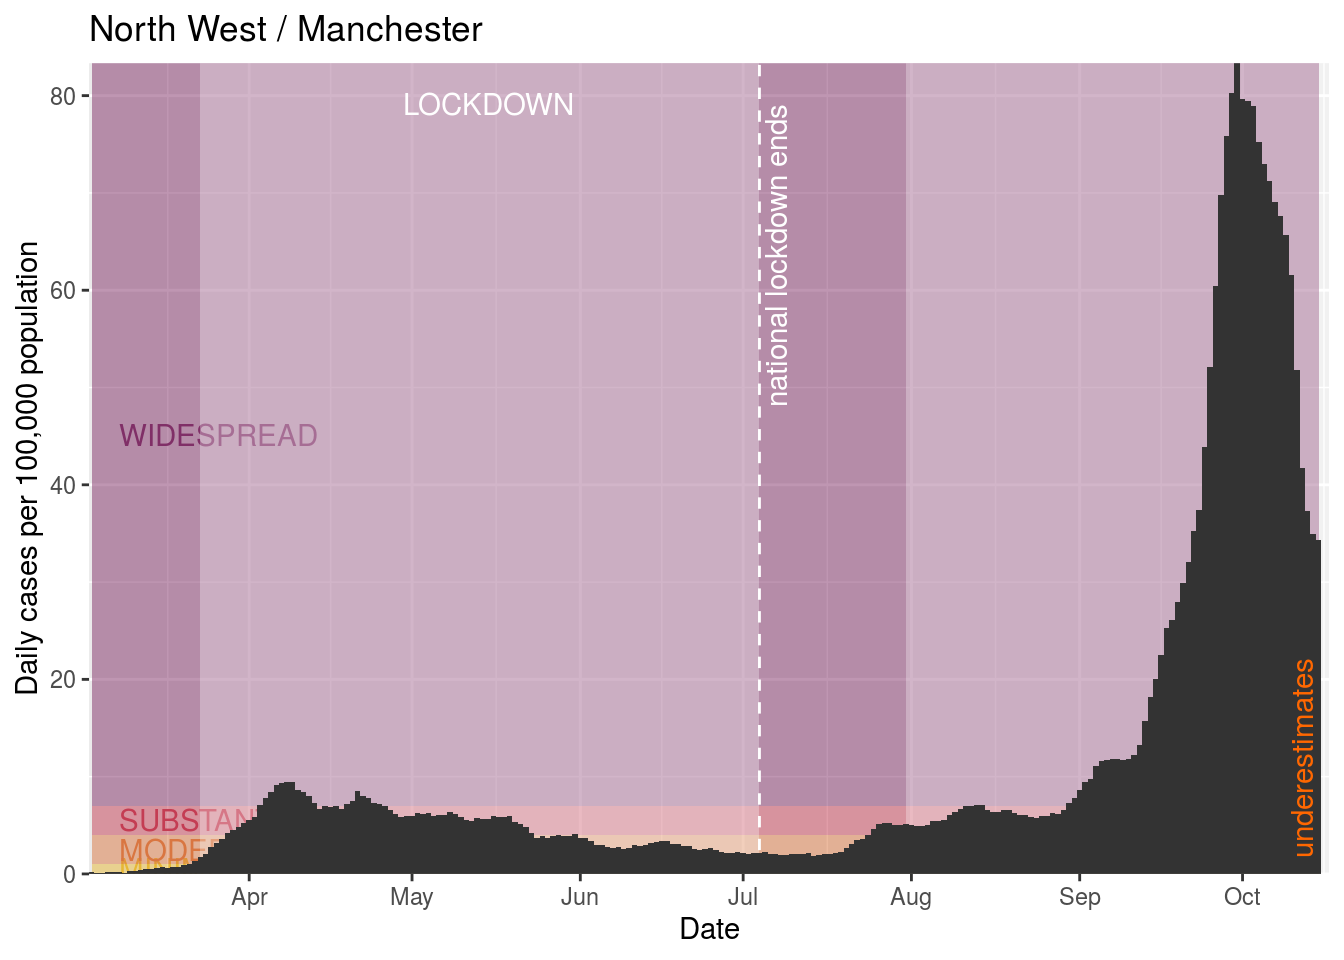 North West / Manchester
Daily cases per 100,000 population
80
60
40
20
0
LOCKDOWN
national lockdown ends
WIDESPREAD
SUBSTAN
MODE
underestimates
Apr
May
Jun
Jul
Aug
Sep
Oct
Date